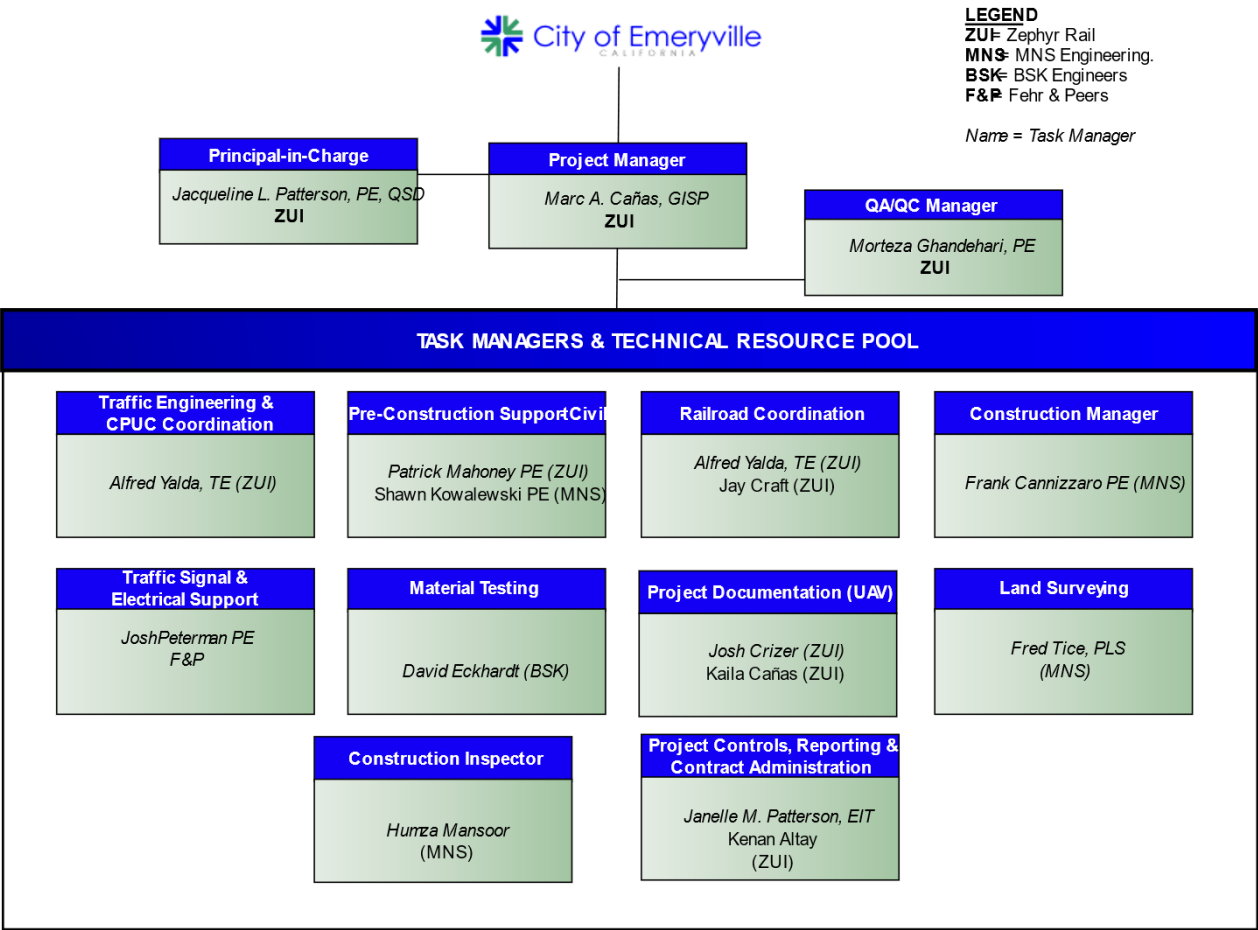 City of Emeryville
CALIFORNIA
LEGEND
ZUI= Zephyr Rail
MNS= MNS Engineering.
BSK= BSK Engineers
F&P= Fehr & Peers
Name = Task Manager
Principal-in-Charge
Jacqueline L. Patterson, PE, QSD
ZUI
Project Manager
Marc A. Cañas, GISP
ZUI
QA/QC Manager
Morteza Ghandehari, PE
ZUI
TASK MANAGERS & TECHNICAL RESOURCE POOL
Traffic Engineering &
CPUC Coordination
Alfred Yalda, TE (ZUI)
Pre-Construction SupportCivil
Patrick Mahoney PE (ZUI)
Shawn Kowalewski PE (MNS)
Railroad Coordination
Alfred Yalda, TE (ZUI)
Jay Craft (ZUI)
Construction Manager
Frank Cannizzaro PE (MNS)
Traffic Signal &
Electrical Support
JoshPeterman PE
F&P
Material Testing
David Eckhardt (BSK)
Project Documentation (UAV)
Josh Crizer (ZUI)
Kaila Cañas (ZUI)
Land Surveying
Fred Tice, PLS
(MNS)
Construction Inspector
Humza Mansoor
(MNS)
Project Controls, Reporting &
Contract Administration
Janelle M. Patterson, EIT
Kenan Altay
(ZUI)